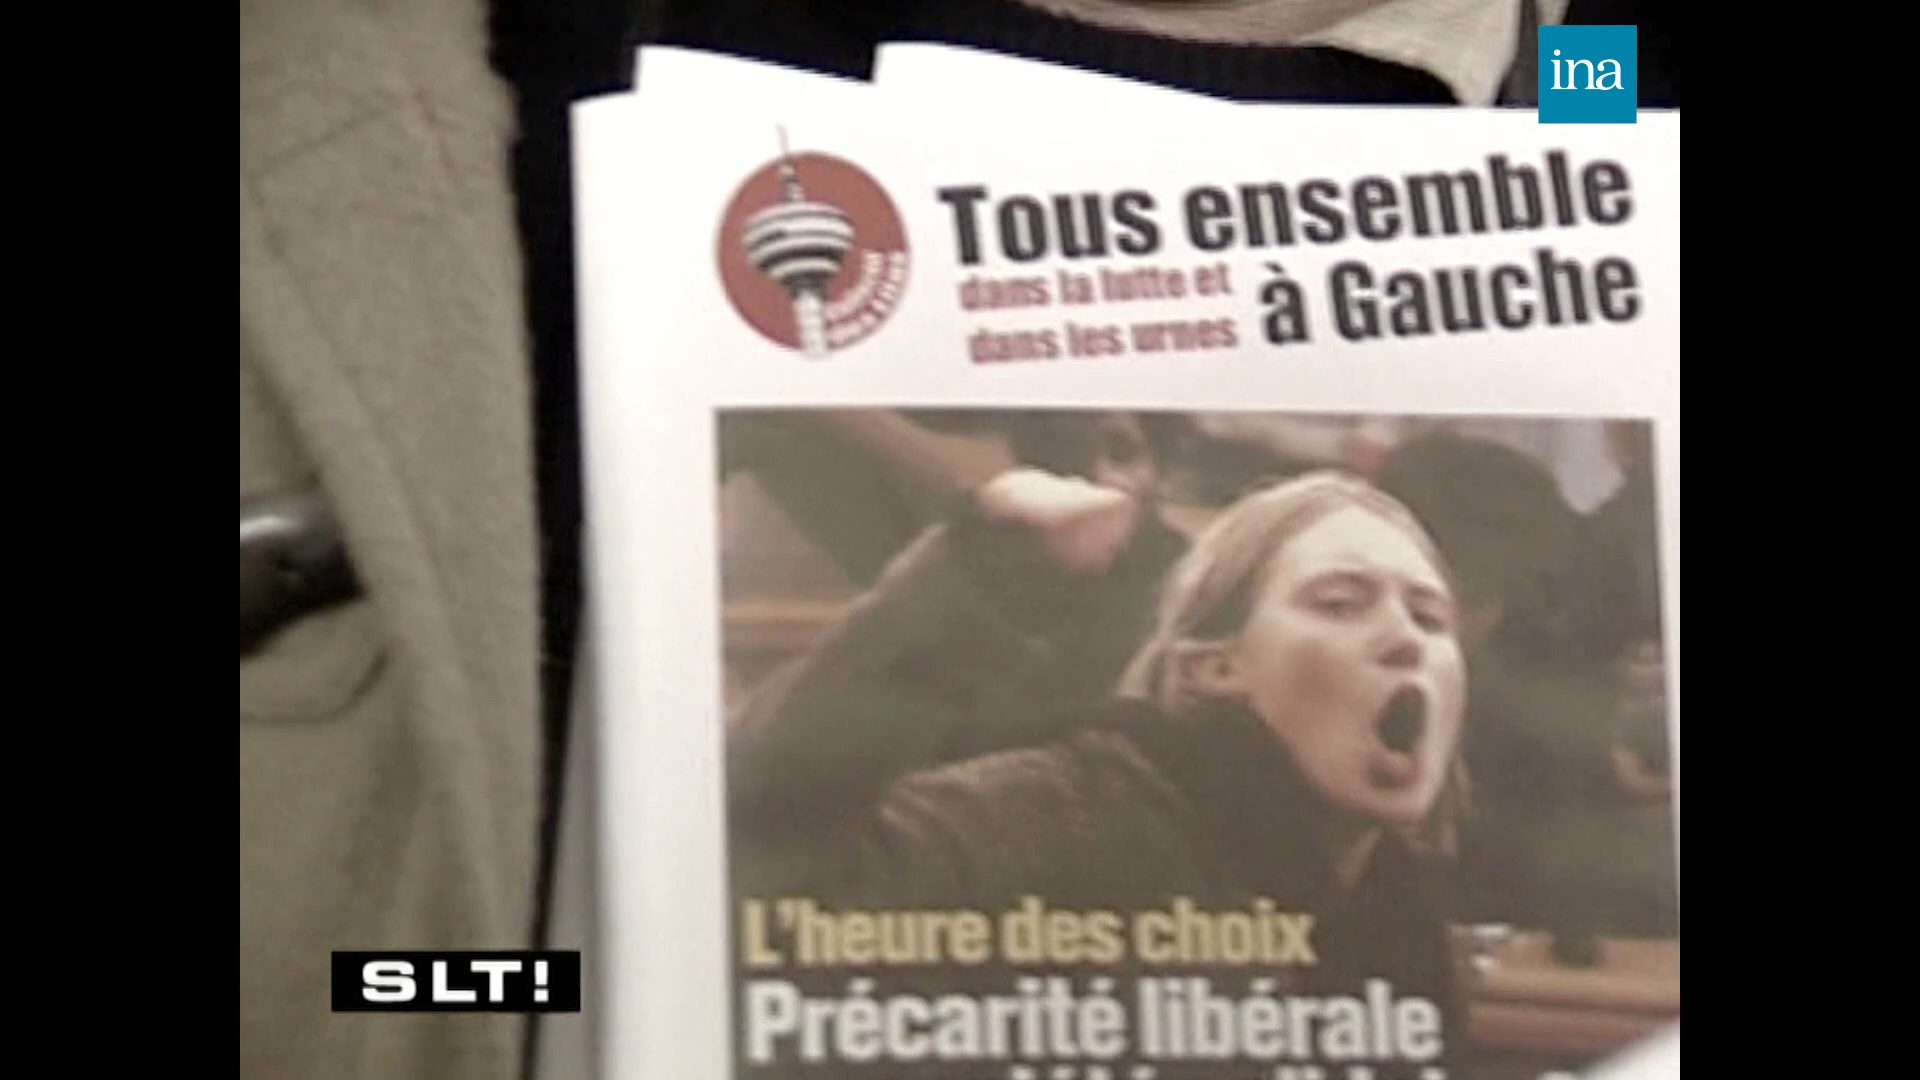 ina
Tous ensemble
dans la lutte et
dans les urnes
à Gauche
L'heure des choix
Précarité libérale
SLT!